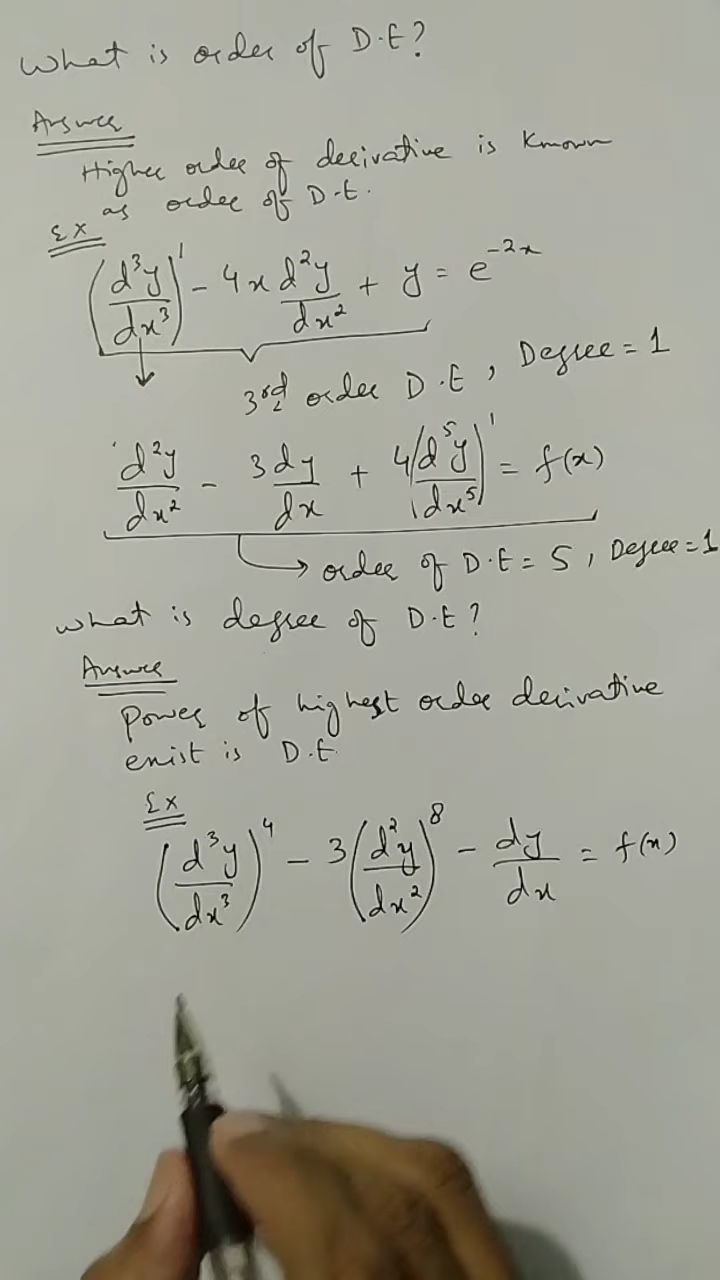 What is order of D.E?
Answer
Higher order of derivative is known
as order of D.E.
Ex
(d³y/dx³)¹ - 4x d²y/dx² + y = e⁻²ˣ
3rd order D.E, Degree = 1
d²y/dx² - 3dy/dx + 4(d⁵y/dx⁵)¹ = f(x)
order of D.E = 5, Degree = 1
What is degree of D.E?
Answer
Power of highest order derivative
exist is D.E.
Ex
(d³y/dx³)⁴ - 3(d²y/dx²)⁸ - dy/dx = f(x)